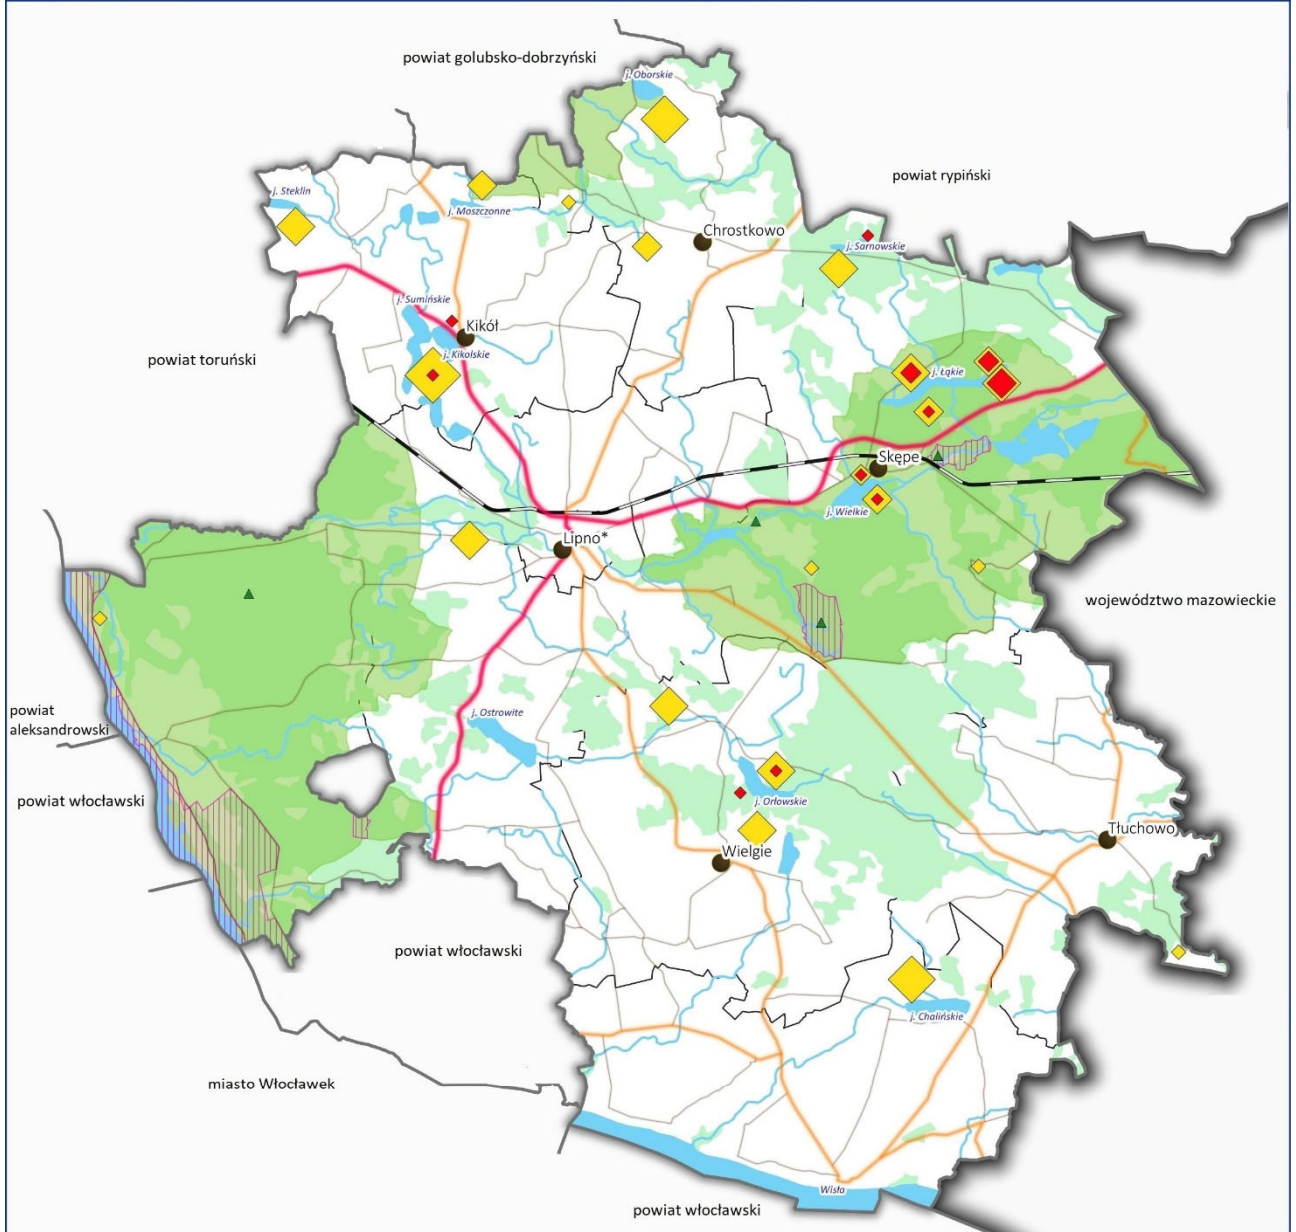 powiat golubsko-dobrzyński
j. Oborskie
powiat rypiński
j. Steklin
j. Moszczonne
Chrostkowo
j. Sarnowskie
j. Sumińskie
Kikół
j. Kikolskie
powiat toruński
j. Łąkie
Skępe
j. Wielkie
Lipno*
województwo mazowieckie
powiat
aleksandrowski
j. Ostrowite
powiat włocławski
j. Orłowskie
Tłuchowo
Wielgie
powiat włocławski
j. Chalińskie
miasto Włocławek
Wisła
powiat włocławski